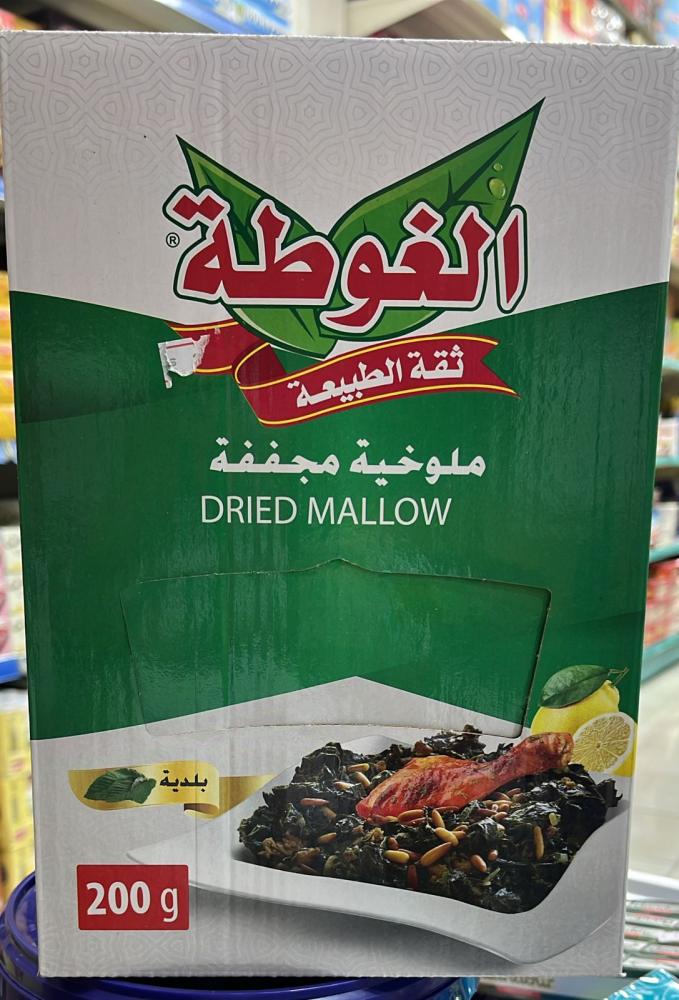 الغوطة
®
ثقة الطبيعة
ملوخية مجففة
DRIED MALLOW
بلدية
200 g